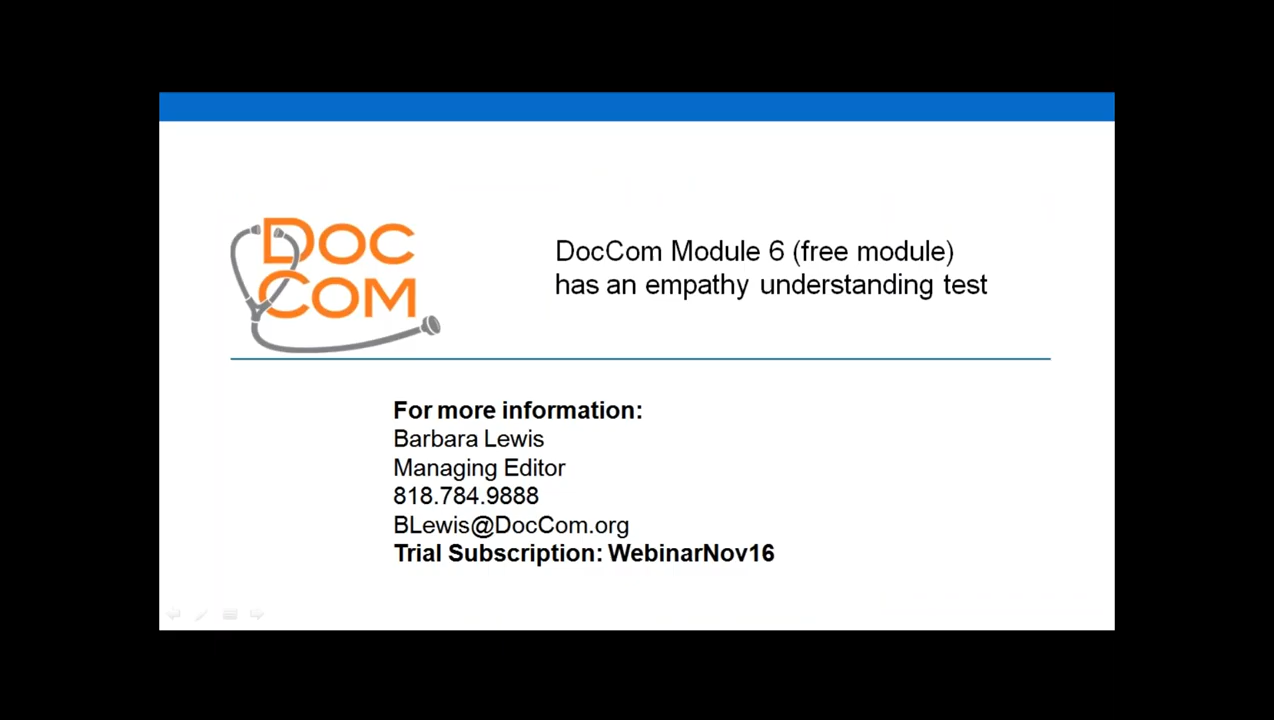 DOC
COM
DocCom Module 6 (free module)
has an empathy understanding test
For more information:
Barbara Lewis
Managing Editor
818.784.9888
BLewis@DocCom.org
Trial Subscription: WebinarNov16